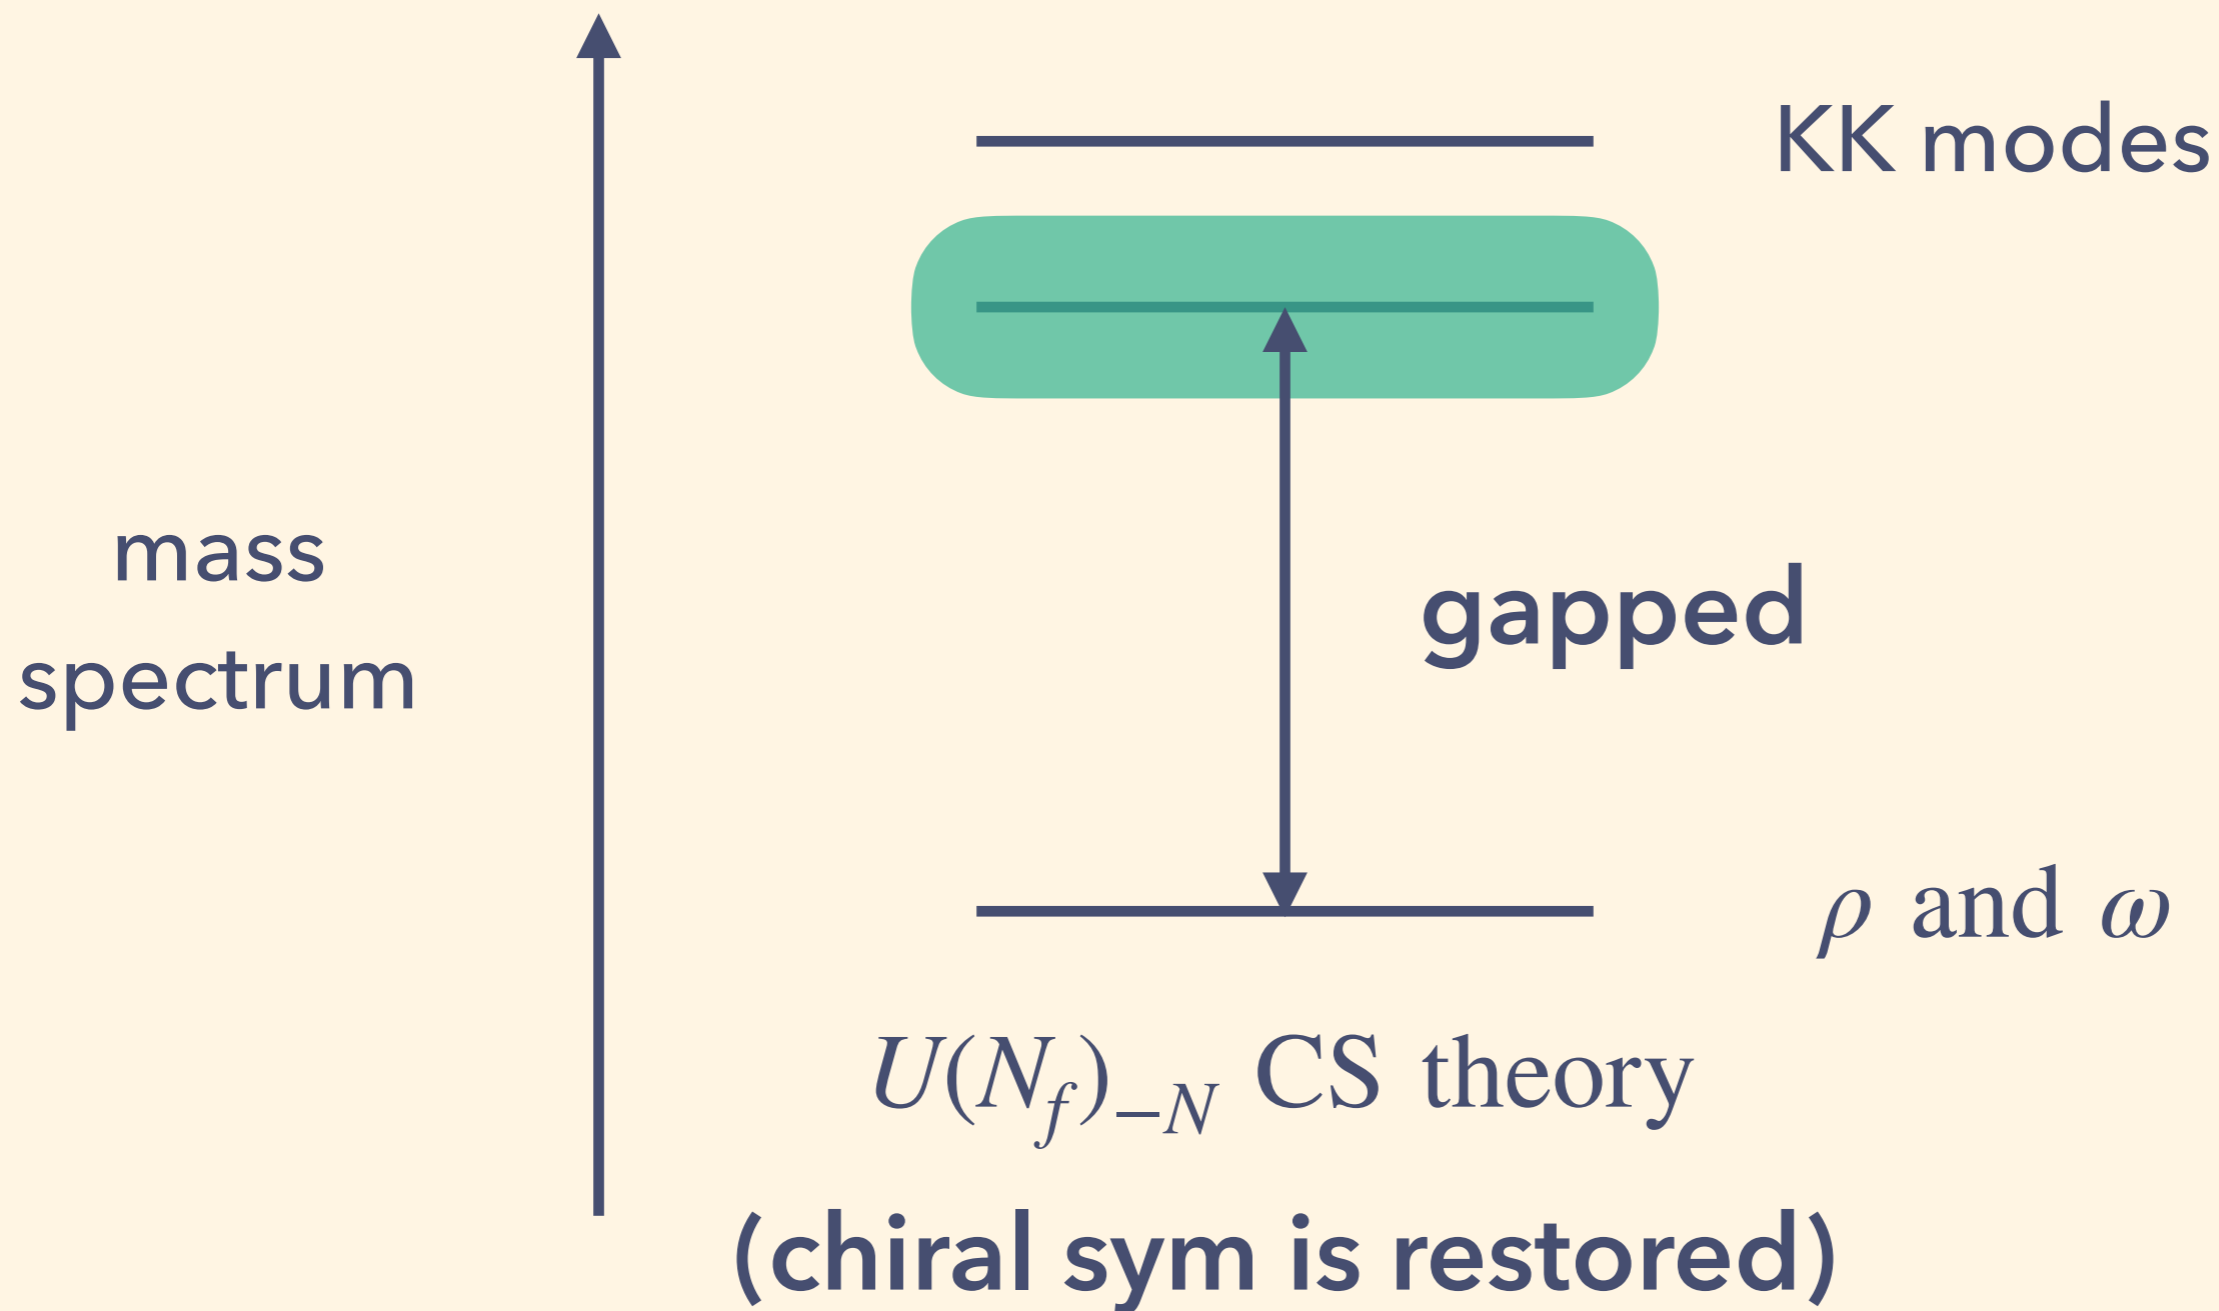 KK modes
mass
spectrum
gapped
ρ and ω
U(N_f)_{−N} CS theory
(chiral sym is restored)